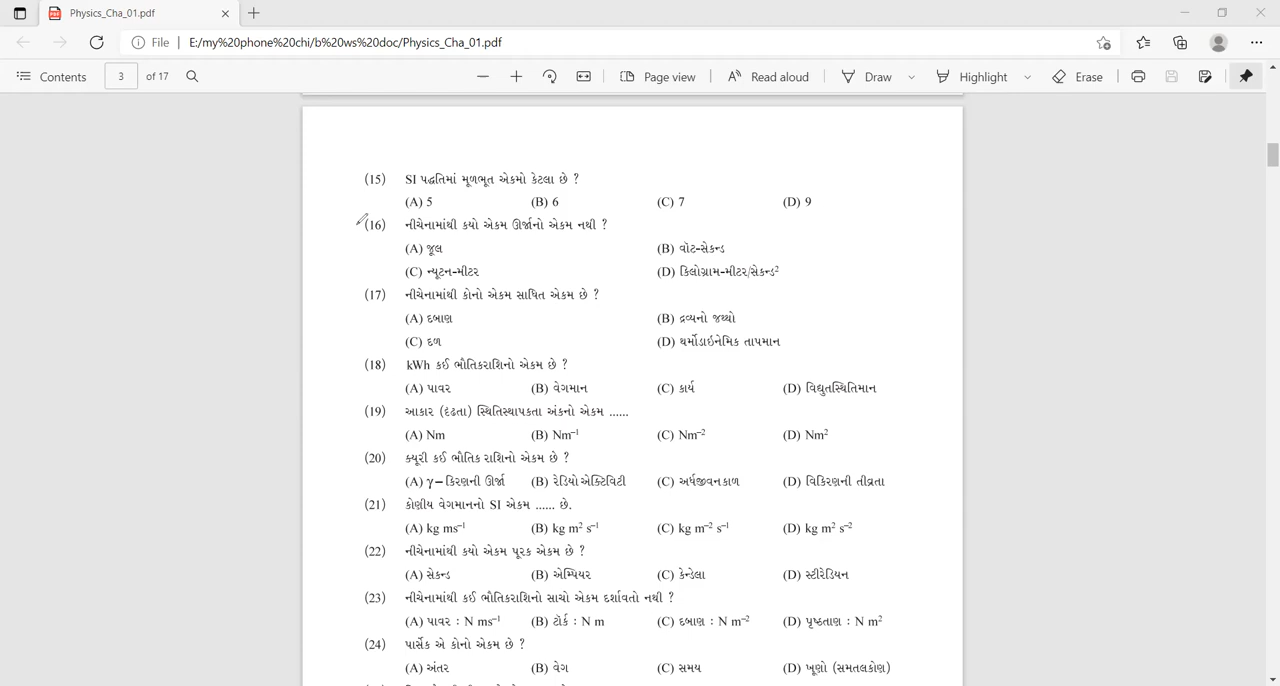 Physics_Cha_01.pdf
File E:/my%20phone%20chi/b%20ws%20doc/Physics_Cha_01.pdf
Contents 3 of 17 Page view Read aloud Draw Highlight Erase
(15) SI પદ્ધતિમાં મૂળભૂત એકમો કેટલા છે ?
(A) 5 (B) 6 (C) 7 (D) 9
(16) નીચેનામાંથી કયો એકમ ઊર્જાનો એકમ નથી ?
(A) જૂલ (B) વોટ-સેકન્ડ
(C) ન્યૂટન-મીટર (D) કિલોગ્રામ-મીટર/સેકન્ડ²
(17) નીચેનામાંથી કોનો એકમ સાધિત એકમ છે ?
(A) દબાણ (B) દ્રવ્યનો જથ્થો
(C) દળ (D) થર્મોડાઇનેમિક તાપમાન
(18) kWh કઈ ભૌતિકરાશિનો એકમ છે ?
(A) પાવર (B) વેગમાન (C) કાર્ય (D) વિદ્યુતસ્થિતિમાન
(19) આકાર (દૃઢતા) સ્થિતિસ્થાપકતા અંકનો એકમ ......
(A) Nm (B) Nm⁻¹ (C) Nm⁻² (D) Nm²
(20) ક્યૂરી કઈ ભૌતિક રાશિનો એકમ છે ?
(A) γ–કિરણની ઊર્જા (B) રેડિયોએક્ટિવિટી (C) અર્ધજીવનકાળ (D) વિકિરણની તીવ્રતા
(21) કોણીય વેગમાનનો SI એકમ ...... છે.
(A) kg ms⁻¹ (B) kg m² s⁻¹ (C) kg m⁻² s⁻¹ (D) kg m² s⁻²
(22) નીચેનામાંથી કયો એકમ પૂરક એકમ છે ?
(A) સેકન્ડ (B) એમ્પિયર (C) કેન્ડેલા (D) સ્ટીરેડિયન
(23) નીચેનામાંથી કઈ ભૌતિકરાશિનો સાચો એકમ દર્શાવતો નથી ?
(A) પાવર : N ms⁻¹ (B) ટૉર્ક : N m (C) દબાણ : N m⁻² (D) પૃષ્ઠતાણ : N m²
(24) પાર્સેક એ કોનો એકમ છે ?
(A) અંતર (B) વેગ (C) સમય (D) ખૂણો (સમતલકોણ)